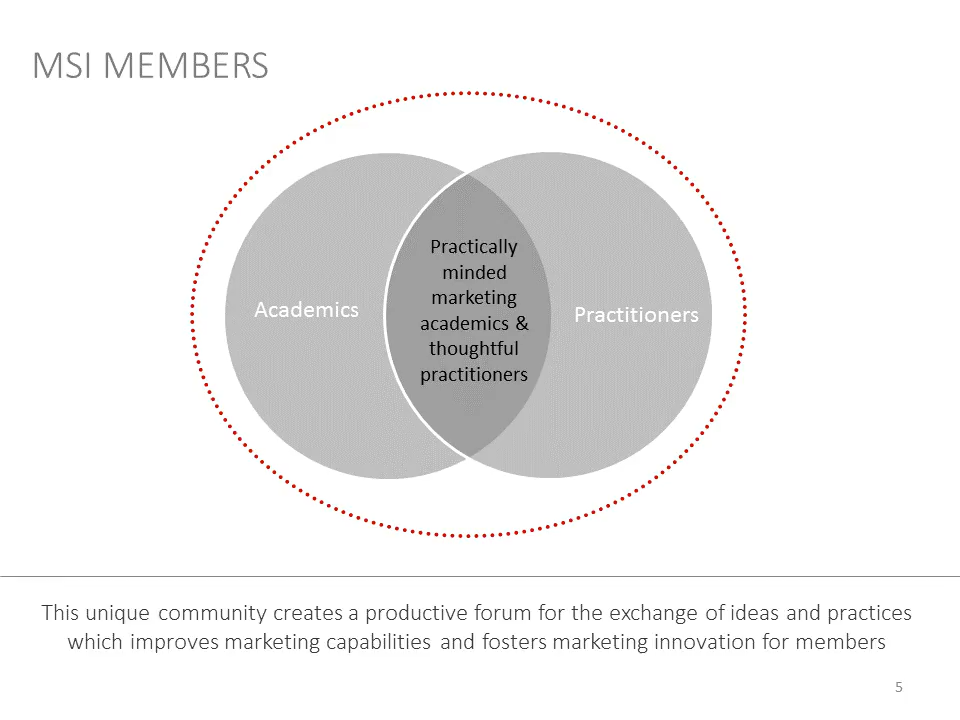 MSI MEMBERS
Academics
Practically
minded
marketing
academics &
thoughtful
practitioners
Practitioners
This unique community creates a productive forum for the exchange of ideas and practices
which improves marketing capabilities and fosters marketing innovation for members
5